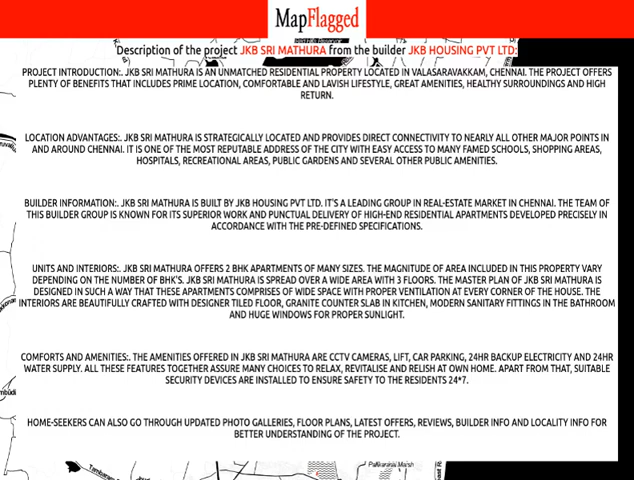 MapFlagged
Description of the project JKB SRI MATHURA from the builder JKB HOUSING PVT LTD:
PROJECT INTRODUCTION:. JKB SRI MATHURA IS AN UNMATCHED RESIDENTIAL PROPERTY LOCATED IN VALASARAVAKKAM, CHENNAI. THE PROJECT OFFERS
PLENTY OF BENEFITS THAT INCLUDES PRIME LOCATION, COMFORTABLE AND LAVISH LIFESTYLE, GREAT AMENITIES, HEALTHY SURROUNDINGS AND HIGH
RETURN.
LOCATION ADVANTAGES:. JKB SRI MATHURA IS STRATEGICALLY LOCATED AND PROVIDES DIRECT CONNECTIVITY TO NEARLY ALL OTHER MAJOR POINTS IN
AND AROUND CHENNAI. IT IS ONE OF THE MOST REPUTABLE ADDRESS OF THE CITY WITH EASY ACCESS TO MANY FAMED SCHOOLS, SHOPPING AREAS,
HOSPITALS, RECREATIONAL AREAS, PUBLIC GARDENS AND SEVERAL OTHER PUBLIC AMENITIES.
BUILDER INFORMATION:. JKB SRI MATHURA IS BUILT BY JKB HOUSING PVT LTD. IT'S A LEADING GROUP IN REAL-ESTATE MARKET IN CHENNAI. THE TEAM OF
THIS BUILDER GROUP IS KNOWN FOR ITS SUPERIOR WORK AND PUNCTUAL DELIVERY OF HIGH-END RESIDENTIAL APARTMENTS DEVELOPED PRECISELY IN
ACCORDANCE WITH THE PRE-DEFINED SPECIFICATIONS.
UNITS AND INTERIORS:. JKB SRI MATHURA OFFERS 2 BHK APARTMENTS OF MANY SIZES. THE MAGNITUDE OF AREA INCLUDED IN THIS PROPERTY VARY
DEPENDING ON THE NUMBER OF BHK'S. JKB SRI MATHURA IS SPREAD OVER A WIDE AREA WITH 3 FLOORS. THE MASTER PLAN OF JKB SRI MATHURA IS
DESIGNED IN SUCH A WAY THAT THESE APARTMENTS COMPRISES OF WIDE SPACE WITH PROPER VENTILATION AT EVERY CORNER OF THE HOUSE. THE
INTERIORS ARE BEAUTIFULLY CRAFTED WITH DESIGNER TILED FLOOR, GRANITE COUNTER SLAB IN KITCHEN, MODERN SANITARY FITTINGS IN THE BATHROOM
AND HUGE WINDOWS FOR PROPER SUNLIGHT.
COMFORTS AND AMENITIES:. THE AMENITIES OFFERED IN JKB SRI MATHURA ARE CCTV CAMERAS, LIFT, CAR PARKING, 24HR BACKUP ELECTRICITY AND 24HR
WATER SUPPLY. ALL THESE FEATURES TOGETHER ASSURE MANY CHOICES TO RELAX, REVITALISE AND RELISH AT OWN HOME. APART FROM THAT, SUITABLE
SECURITY DEVICES ARE INSTALLED TO ENSURE SAFETY TO THE RESIDENTS 24*7.
HOME-SEEKERS CAN ALSO GO THROUGH UPDATED PHOTO GALLERIES, FLOOR PLANS, LATEST OFFERS, REVIEWS, BUILDER INFO AND LOCALITY INFO FOR
BETTER UNDERSTANDING OF THE PROJECT.
Pallikaranai Marsh